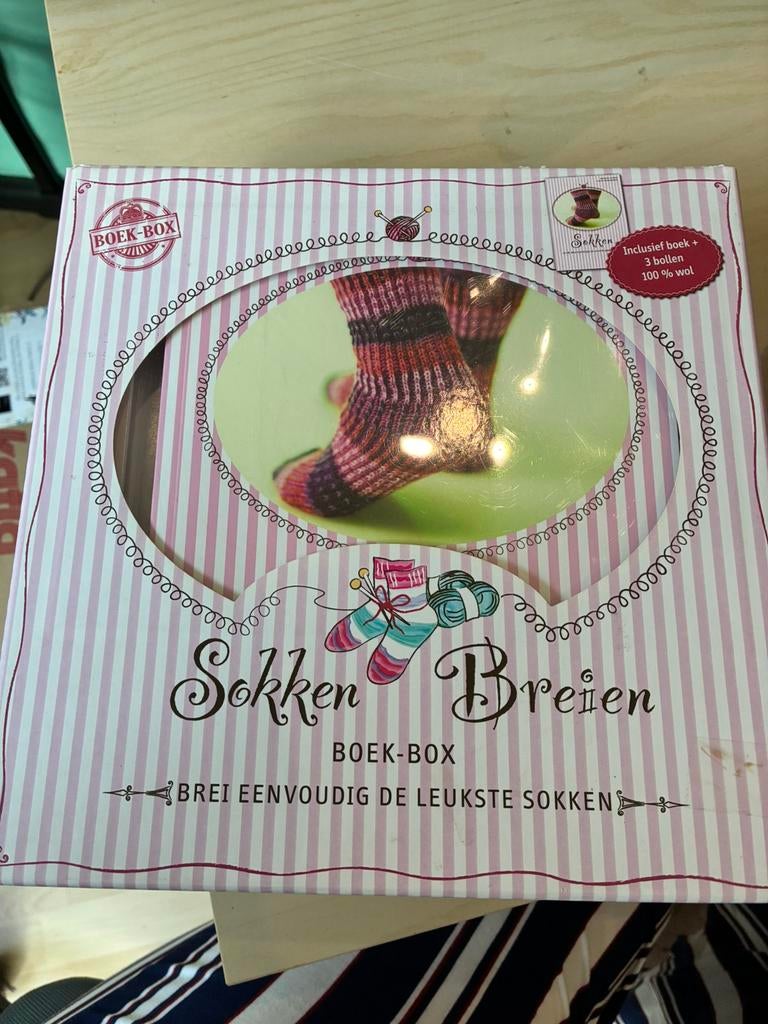 BOEK-BOX
Sokken
Inclusief boek +
3 bollen
100 % wol
Sokken Breien
BOEK-BOX
BREI EENVOUDIG DE LEUKSTE SOKKEN